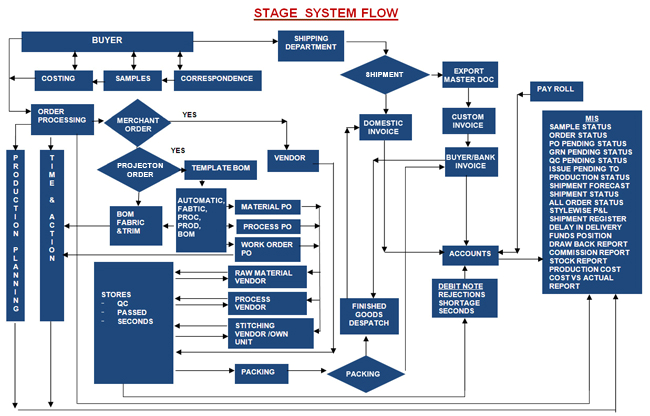 STAGE SYSTEM FLOW
BUYER
SHIPPING
DEPARTMENT
COSTING
SAMPLES
CORRESPONDENCE
SHIPMENT
EXPORT
MASTER DOC
PAY ROLL
ORDER
PROCESSING
MERCHANT
ORDER
YES
DOMESTIC
INVOICE
CUSTOM
INVOICE
MIS
SAMPLE STATUS
ORDER STATUS
PO PENDING STATUS
GRN PENDING STATUS
QC PENDING STATUS
ISSUE PENDING TO
PRODUCTION STATUS
SHIPMENT FORECAST
SHIPMENT STATUS
ALL ORDER STATUS
STYLEWISE P&L
SHIPMENT REGISTER
DELAY IN DELIVERY
FUNDS POSITION
DRAW BACK REPORT
COMMISSION REPORT
STOCK REPORT
PRODUCTION COST
COST VS ACTUAL
REPORT
PRODUCTION PLANNING
TIME & ACTION
YES
PROJECTON
ORDER
TEMPLATE BOM
VENDOR
BUYER/BANK
INVOICE
BOM
FABRIC
&TRIM
AUTOMATIC,
FABTIC,
PROC,
PROD,
BOM
MATERIAL PO
PROCESS PO
WORK ORDER
PO
ACCOUNTS
STORES
- QC
- PASSED
- SECONDS
RAW MATERIAL
VENDOR
PROCESS
VENDOR
STITCHING
VENDOR /OWN
UNIT
FINISHED
GOODS
DESPATCH
DEBIT NOTE
REJECTIONS
SHORTAGE
SECONDS
PACKING
PACKING